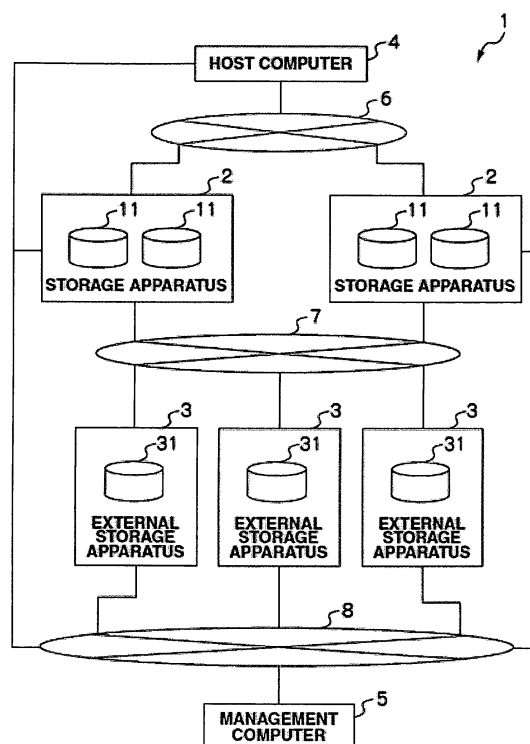 1
4
HOST COMPUTER
6
2
2
11
11
11
11
STORAGE APPARATUS
STORAGE APPARATUS
7
3
3
3
31
31
31
EXTERNAL
STORAGE
APPARATUS
EXTERNAL
STORAGE
APPARATUS
EXTERNAL
STORAGE
APPARATUS
8
5
MANAGEMENT
COMPUTER